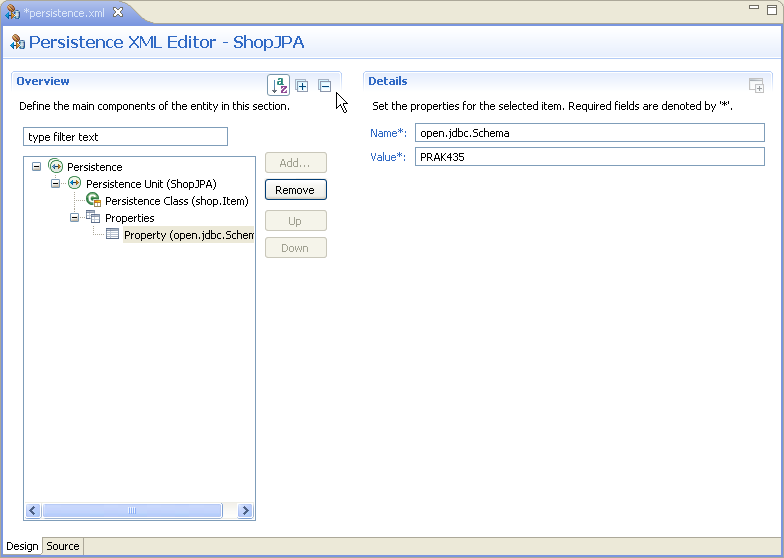 *persistence.xml
Persistence XML Editor - ShopJPA
Overview
Define the main components of the entity in this section.
type filter text
Persistence
Persistence Unit (ShopJPA)
Persistence Class (shop.Item)
Properties
Property (open.jdbc.Schem
Add...
Remove
Up
Down
Details
Set the properties for the selected item. Required fields are denoted by '*'.
Name*: open.jdbc.Schema
Value*: PRAK435
Design Source